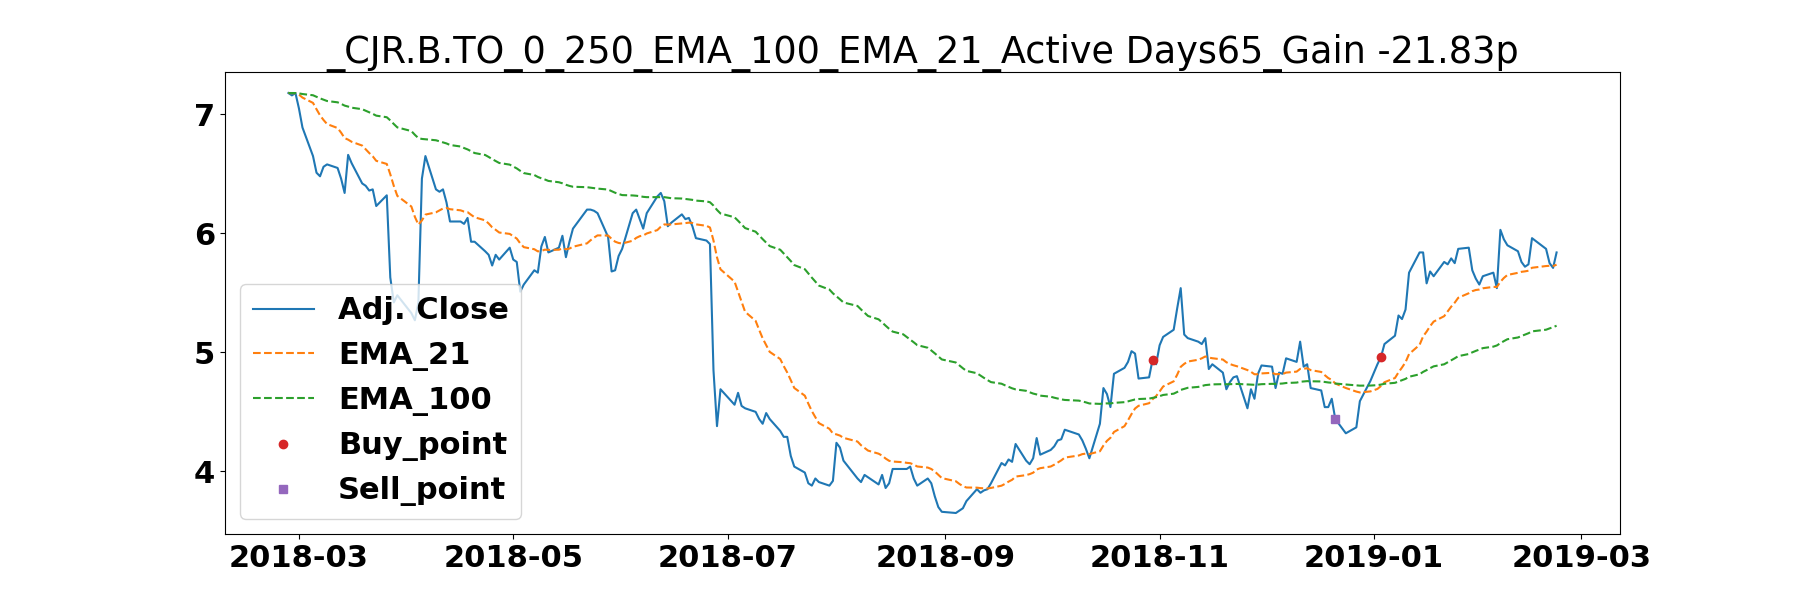 _CJR.B.TO_0_250_EMA_100_EMA_21_Active Days65_Gain -21.83p
7
6
5
4
Adj. Close
EMA_21
EMA_100
Buy_point
Sell_point
2018-03 2018-05 2018-07 2018-09 2018-11 2019-01 2019-03